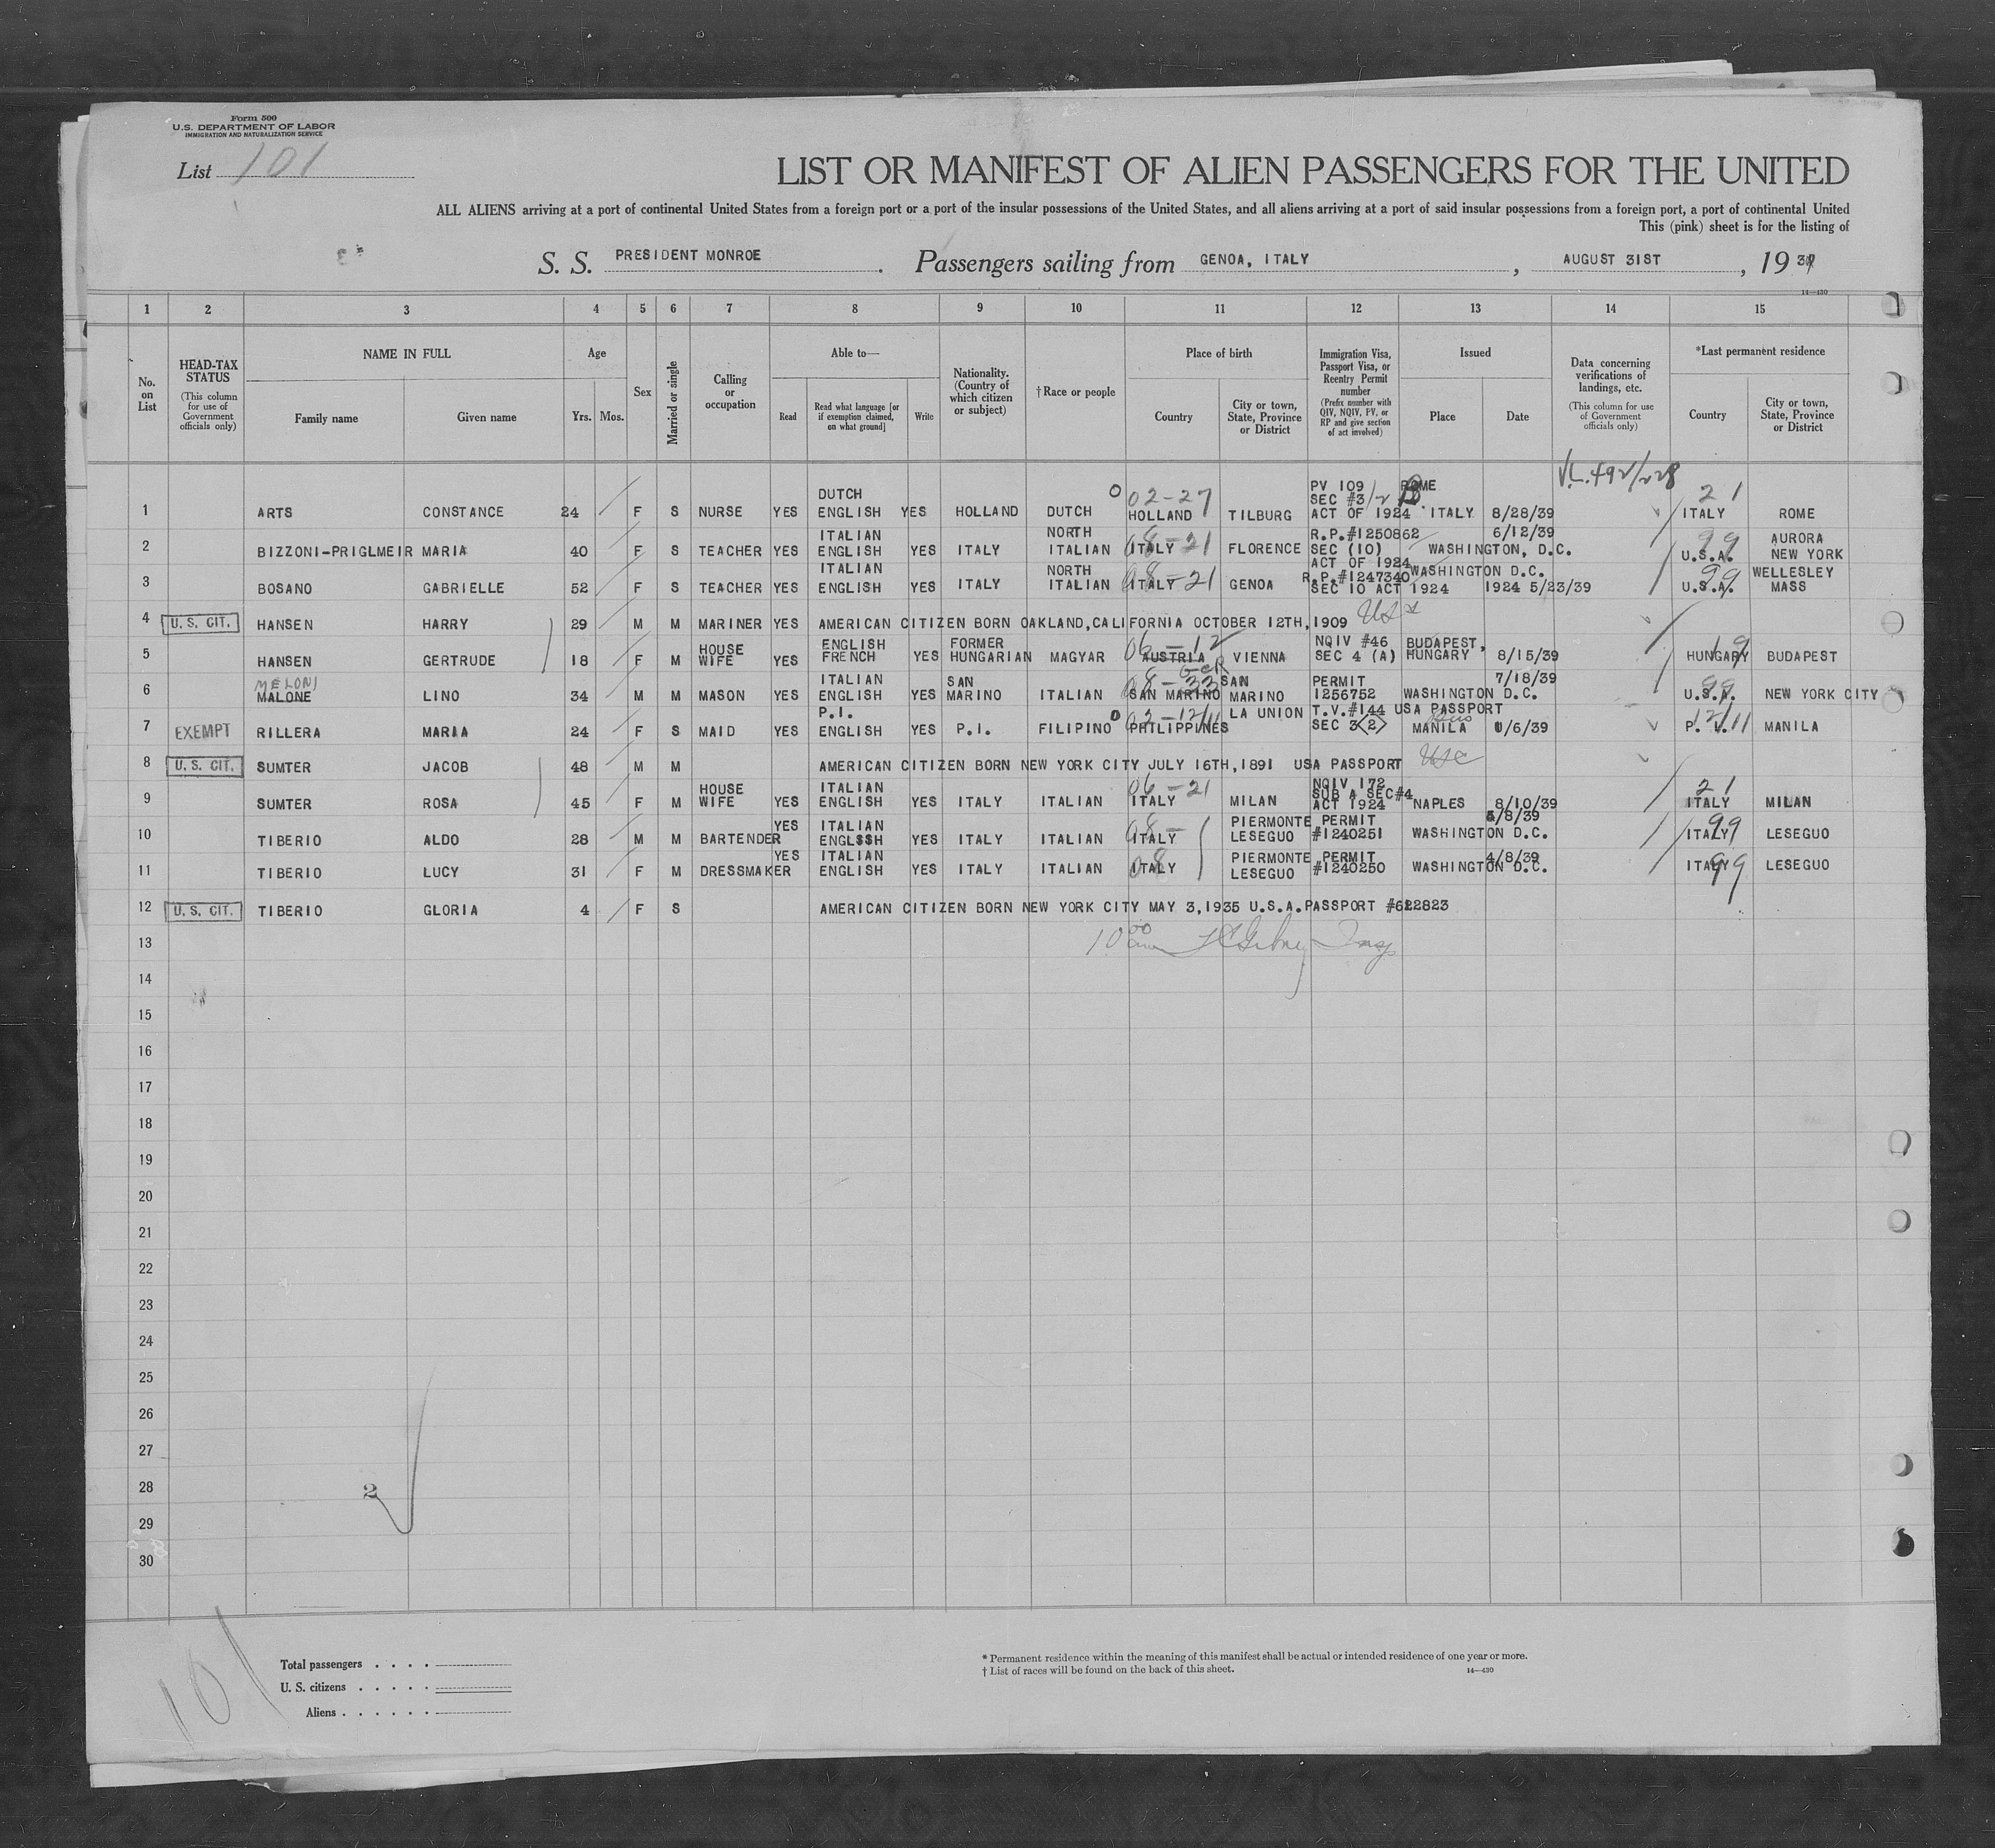 Form 500
U.S. DEPARTMENT OF LABOR
IMMIGRATION AND NATURALIZATION SERVICE
List 101
LIST OR MANIFEST OF ALIEN PASSENGERS FOR THE UNITED
ALL ALIENS arriving at a port of continental United States from a foreign port or a port of the insular possessions of the United States, and all aliens arriving at a port of said insular possessions from a foreign port, a port of continental United
This (pink) sheet is for the listing of
S. S. PRESIDENT MONROE. Passengers sailing from GENOA, ITALY, AUGUST 31ST, 1939
14—430
1 2 3 4 5 6 7 8 9 10 11 12 13 14 15
No. on List
HEAD-TAX STATUS
(This column for use of Government officials only)
NAME IN FULL
Family name
Given name
Age
Yrs. Mos.
Sex
Married or single
Calling or occupation
Able to—
Read
Read what language [or if exemption claimed, on what ground]
Write
Nationality. (Country of which citizen or subject)
†Race or people
Place of birth
Country
City or town, State, Province or District
Immigration Visa, Passport Visa, or Reentry Permit number
(Prefix number with QIV, NQIV, PV, or RP and give section of act involved)
Issued
Place
Date
Data concerning verifications of landings, etc.
(This column for use of Government officials only)
*Last permanent residence
Country
City or town, State, Province or District
V.L. 492/228
1 ARTS CONSTANCE 24 F S NURSE YES DUTCH ENGLISH YES HOLLAND DUTCH 02-27 HOLLAND TILBURG PV 109 SEC #3/2 ACT OF 1924 ROME ITALY 8/28/39 21 ITALY ROME
2 BIZZONI-PRIGLMEIR MARIA 40 F S TEACHER YES ITALIAN ENGLISH YES ITALY NORTH ITALIAN 08-21 ITALY FLORENCE R.P.#1250862 SEC (10) ACT OF 1924 WASHINGTON, D.C. 6/12/39 99 U.S.A. AURORA NEW YORK
3 BOSANO GABRIELLE 52 F S TEACHER YES ITALIAN ENGLISH YES ITALY NORTH ITALIAN 08-21 ITALY GENOA R.P.#1247340 SEC 10 ACT 1924 WASHINGTON D.C. 1924 5/23/39 99 U.S.A. WELLESLEY MASS
4 U. S. CIT. HANSEN HARRY 29 M M MARINER YES AMERICAN CITIZEN BORN OAKLAND,CALIFORNIA OCTOBER 12TH,1909
5 HANSEN GERTRUDE 18 F M HOUSE WIFE YES ENGLISH FRENCH YES FORMER HUNGARIAN MAGYAR 06-12 AUSTRIA Ger VIENNA NQIV #46 SEC 4 (A) BUDAPEST, HUNGARY 8/15/39 19 HUNGARY BUDAPEST
6 MELONI MALONE LINO 34 M M MASON YES ITALIAN ENGLISH YES SAN MARINO ITALIAN 08-33 SAN MARINO SAN MARINO PERMIT 1256752 WASHINGTON D.C. 7/18/39 99 U.S.A. NEW YORK CITY
7 EXEMPT RILLERA MARIA 24 F S MAID YES P.I. ENGLISH YES P.I. FILIPINO 02-12/11 PHILIPPINES LA UNION T.V.#144 USA PASSPORT SEC 3(2) MANILA /6/39 12/11 MANILA
8 U. S. CIT. SUMTER JACOB 48 M M AMERICAN CITIZEN BORN NEW YORK CITY JULY 16TH,1891 USA PASSPORT USC
9 SUMTER ROSA 45 F M HOUSE WIFE YES ITALIAN ENGLISH YES ITALY ITALIAN 06-21 ITALY MILAN NQIV 172 SUB A SEC#4 ACT 1924 NAPLES 8/10/39 21 ITALY MILAN
10 TIBERIO ALDO 28 M M BARTENDER YES ITALIAN ENGLSSH YES ITALY ITALIAN 08- ITALY PIERMONTE LESEGUO PERMIT #1240251 WASHINGTON D.C. /8/39 99 ITALY LESEGUO
11 TIBERIO LUCY 31 F M DRESSMAKER YES ITALIAN ENGLISH YES ITALY ITALIAN 08 ITALY PIERMONTE LESEGUO PERMIT #1240250 WASHINGTON D.C. 4/8/39 99 ITALY LESEGUO
12 U. S. CIT. TIBERIO GLORIA 4 F S AMERICAN CITIZEN BORN NEW YORK CITY MAY 3,1935 U.S.A.PASSPORT #622823
13 10 00 am Insp
14
15
16
17
18
19
20
21
22
23
24
25
26
27
28 2
29
30
101
Total passengers . . . .
U. S. citizens . . . . .
Aliens . . . . . .
* Permanent residence within the meaning of this manifest shall be actual or intended residence of one year or more.
† List of races will be found on the back of this sheet.
14—430